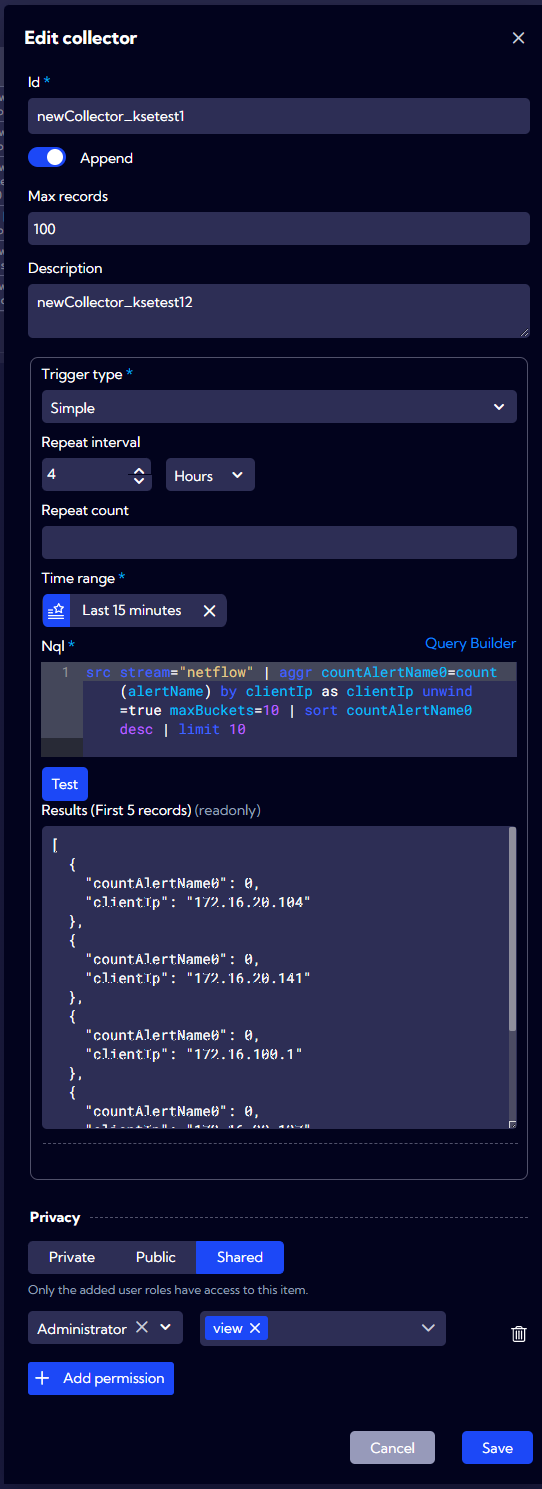 Edit collector
Id *
newCollector_ksetest1
Append
Max records
100
Description
newCollector_ksetest12
Trigger type *
Simple
Repeat interval
4 Hours
Repeat count
Time range *
Last 15 minutes
Nql * Query Builder
1 src stream="netflow" | aggr countAlertName0=count
(alertName) by clientIp as clientIp unwind
=true maxBuckets=10 | sort countAlertName0
desc | limit 10
Test
Results (First 5 records) (readonly)
[
{
"countAlertName0": 0,
"clientIp": "172.16.20.104"
},
{
"countAlertName0": 0,
"clientIp": "172.16.20.141"
},
{
"countAlertName0": 0,
"clientIp": "172.16.100.1"
},
{
"countAlertName0": 0,
Privacy
Private Public Shared
Only the added user roles have access to this item.
Administrator view
Add permission
Cancel Save